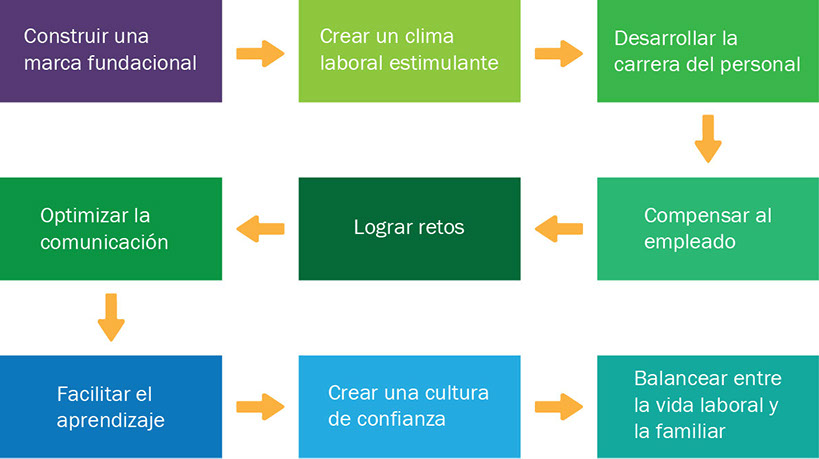 Construir una
marca fundacional
Crear un clima
laboral estimulante
Desarrollar la
carrera del personal
Compensar al
empleado
Lograr retos
Optimizar la
comunicación
Facilitar el
aprendizaje
Crear una cultura
de confianza
Balancear entre
la vida laboral y
la familiar